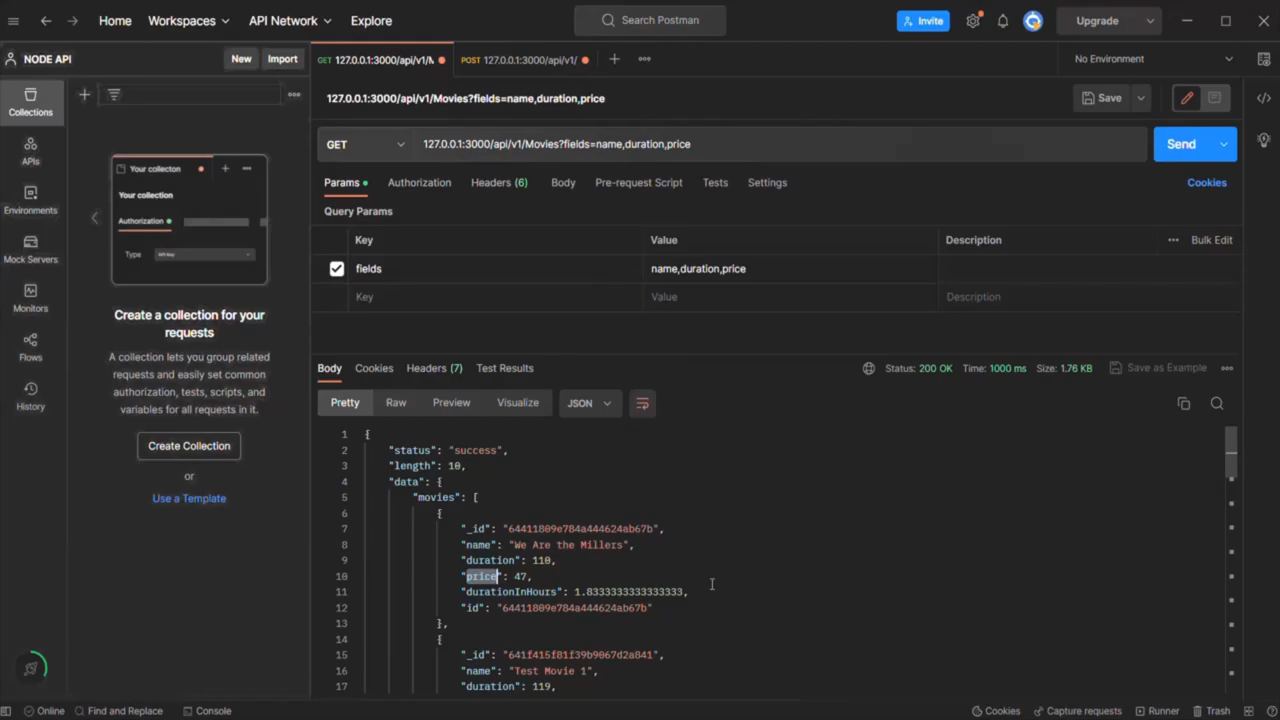 Home Workspaces API Network Explore
Search Postman
Invite Upgrade
NODE API New Import
GET 127.0.0.1:3000/api/v1/M
POST 127.0.0.1:3000/api/v1/
No Environment
Collections
APIs
Environments
Mock Servers
Monitors
Flows
History
Your collecton
Your collection
Authorization
Type API Key
Create a collection for your
requests
A collection lets you group related
requests and easily set common
authorization, tests, scripts, and
variables for all requests in it.
Create Collection
or
Use a Template
127.0.0.1:3000/api/v1/Movies?fields=name,duration,price
Save
GET 127.0.0.1:3000/api/v1/Movies?fields=name,duration,price Send
Params Authorization Headers (6) Body Pre-request Script Tests Settings Cookies
Query Params
Key Value Description Bulk Edit
fields name,duration,price
Key Value Description
Body Cookies Headers (7) Test Results Status: 200 OK Time: 1000 ms Size: 1.76 KB Save as Example
Pretty Raw Preview Visualize JSON
1 {
2 "status": "success",
3 "length": 10,
4 "data": {
5 "movies": [
6 {
7 "_id": "64411809e784a444624ab67b",
8 "name": "We Are the Millers",
9 "duration": 110,
10 "price": 47,
11 "durationInHours": 1.8333333333333333,
12 "id": "64411809e784a444624ab67b"
13 },
14 {
15 "_id": "641f415f81f39b9067d2a841",
16 "name": "Test Movie 1",
17 "duration": 119,
Online Find and Replace Console Cookies Capture requests Runner Trash